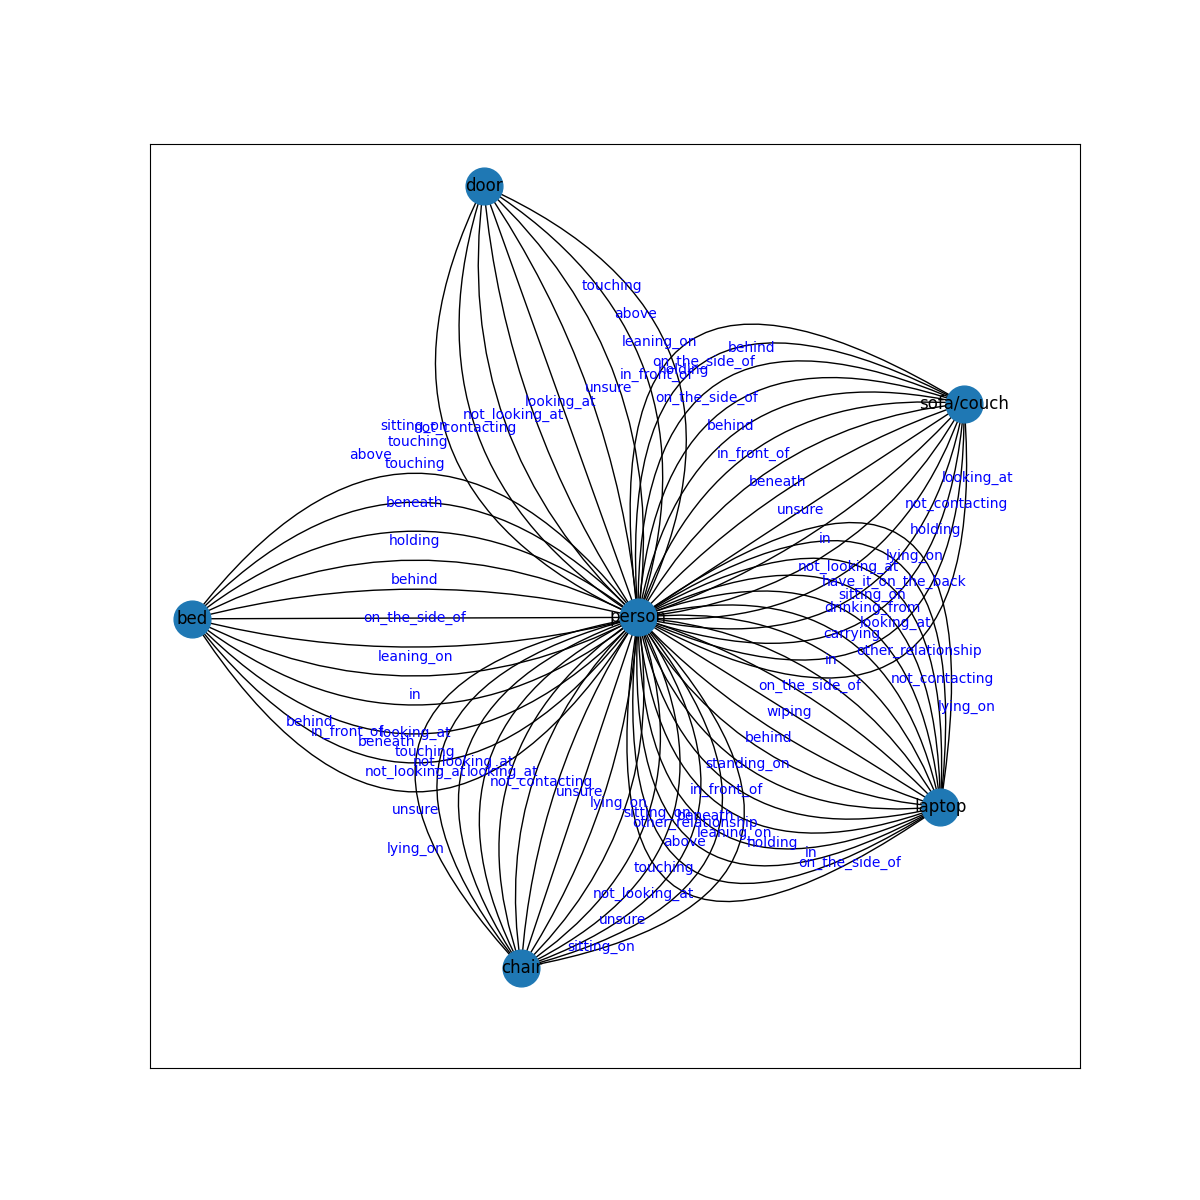 door
touching
above
leaning_on
behind
on_the_side_of
holding
in_front_of
unsure
on_the_side_of
looking_at
sofa/couch
not_looking_at
sitting_on
not_contacting
behind
touching
above
in_front_of
touching
looking_at
beneath
beneath
not_contacting
unsure
holding
holding
in
lying_on
not_looking_at
behind
have_it_on_the_back
sitting_on
drinking_from
bed
on_the_side_of
person
looking_at
carrying
other_relationship
leaning_on
in
not_contacting
on_the_side_of
in
lying_on
wiping
behind
in_front_of
looking_at
behind
beneath
touching
not_looking_at
standing_on
not_looking_at
looking_at
not_contacting
unsure
in_front_of
lying_on
laptop
unsure
sitting_on
beneath
other_relationship
leaning_on
above
holding
lying_on
in
on_the_side_of
touching
not_looking_at
unsure
sitting_on
chair